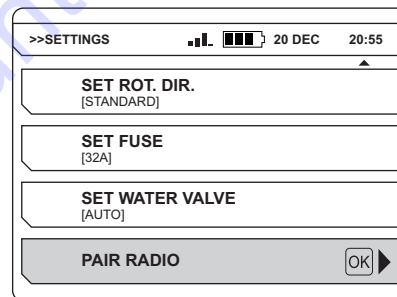 >>SETTINGS 20 DEC 20:55
SET ROT. DIR.
[STANDARD]
SET FUSE
[32A]
SET WATER VALVE
[AUTO]
PAIR RADIO OK